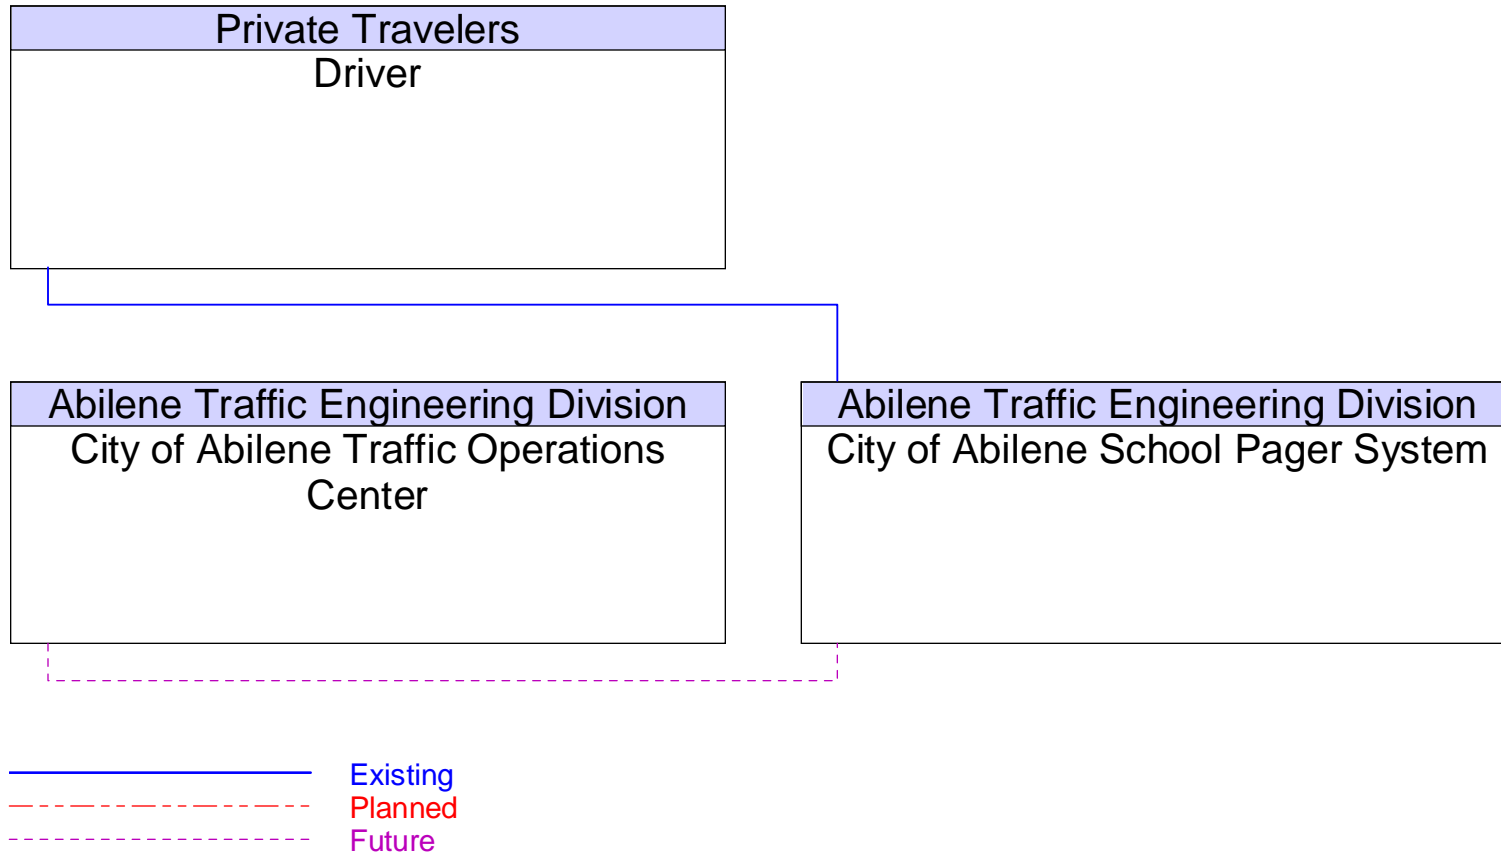 Private Travelers
Driver
Abilene Traffic Engineering Division
City of Abilene Traffic Operations
Center
Abilene Traffic Engineering Division
City of Abilene School Pager System
Existing
Planned
Future